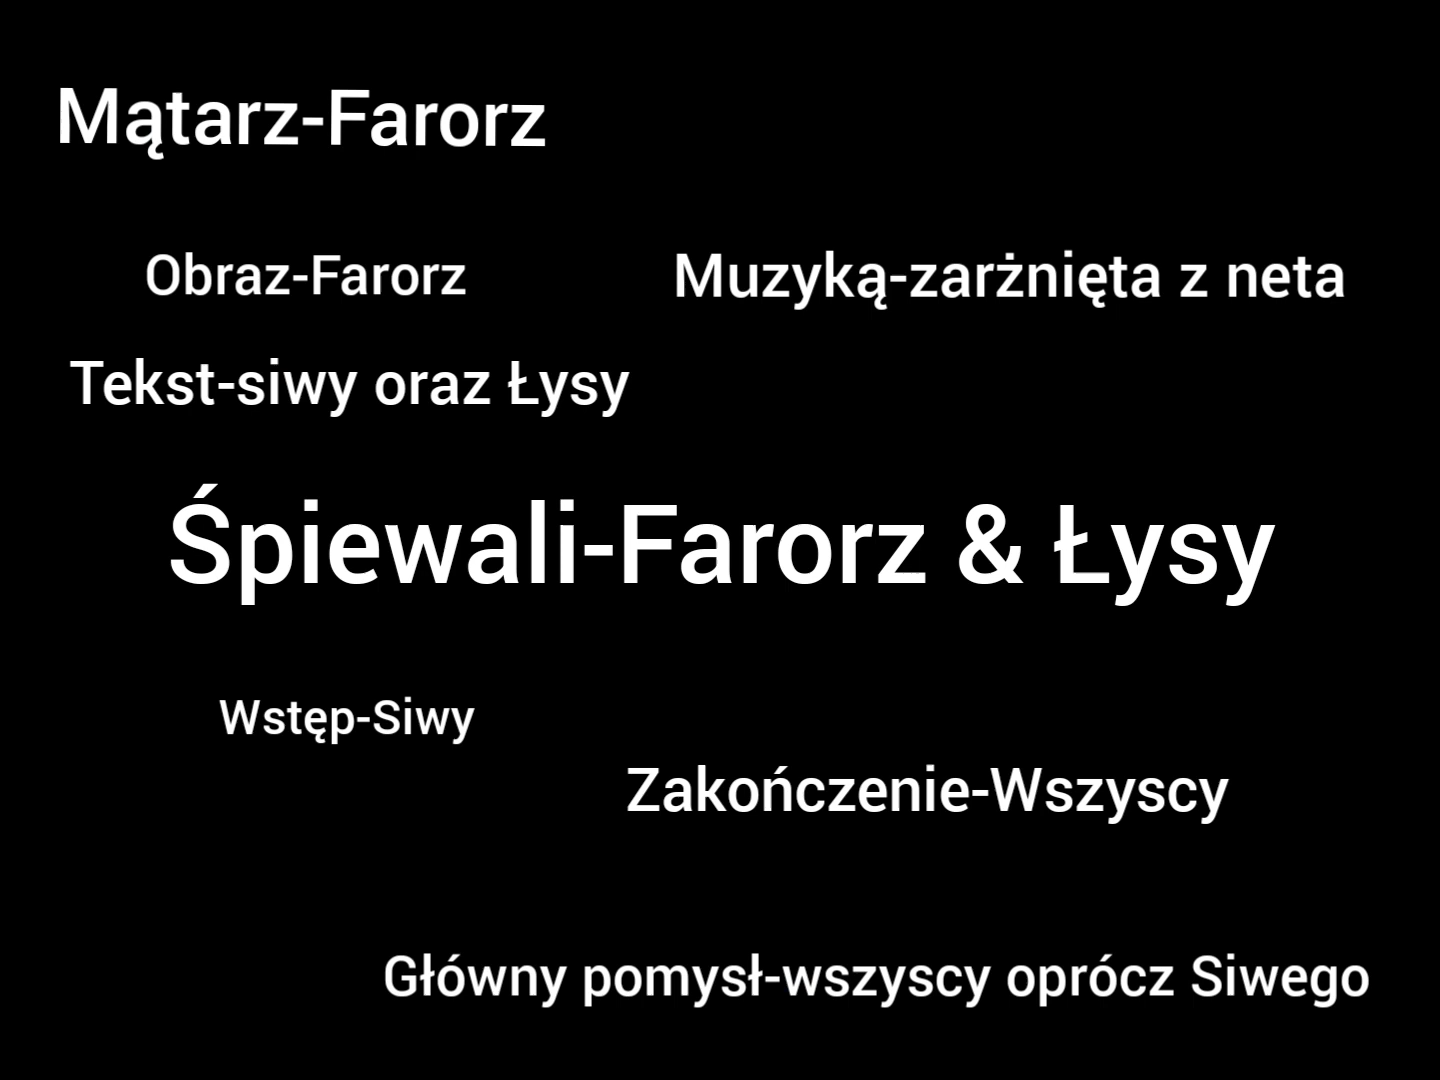 Mątarz-Farorz
Obraz-Farorz
Muzyką-zarżnięta z neta
Tekst-siwy oraz Łysy
Śpiewali-Farorz & Łysy
Wstęp-Siwy
Zakończenie-Wszyscy
Główny pomysł-wszyscy oprócz Siwego